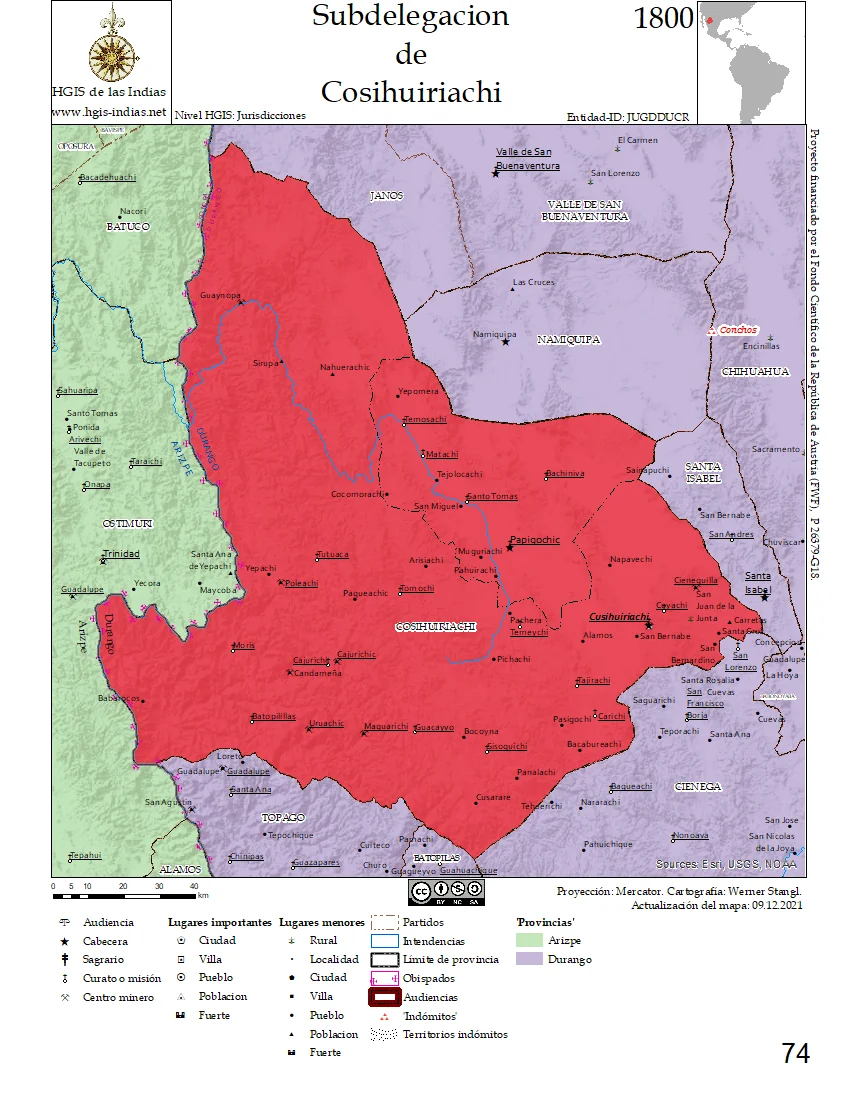 Subdelegacion
de
Cosihuiriachi
1800
HGIS de las Indias
www.hgis-indias.net
Nivel HGIS: Jurisdicciones
Entidad-ID: JUGDDUCR
Proyecto financiado por el Fondo Científico de la República de Austria (FWF), P 26379-G18.
BAVISPE
OPOSURA
Bacadehuachi
Nacori
BATUCO
JANOS
Valle de San
Buenaventura
El Carmen
San Lorenzo
VALLE DE SAN
BUENAVENTURA
Guaynopa
Las Cruces
Namiquipa
NAMIQUIPA
Conchos
Encinillas
CHIHUAHUA
Sirupa
Nahuerachic
Yepomera
Temosachi
Sahuaripa
Santo Tomas
Ponida
Arivechi
Valle de
Tacupeto
Taraichi
Onapa
DURANGO
ARIZPE
Matachi
Tejolocachi
Bachiniva
Sainapuchi
SANTA
ISABEL
Sacramento
Cocomorachi
San Miguel
Santo Tomas
San Bernabe
San Andres
Chuviscar
OSTIMURI
Trinidad
Santa Ana
de Yepachi
Yepachi
Tutuaca
Arisiachi
Muguriachi
Pahuirachi
Papigochic
Napavechi
Guadalupe
Yecora
Maycoba
Poleachi
Paqueachic
Tomochi
Cieneguilla
Santa
Isabel
San
Juan de la
Junta
Coyachi
Carretas
Durango
Arizpe
COSIHUIRIACHI
Pachera
Temeychi
Cusihuiriachi
Alamos
San Bernabe
Santa Cruz
Concepcion
Moris
Cajurichi
Cajurichic
Candameña
Pichachi
San
Bernardino
San
Lorenzo
Guadalupe
La Hoya
Tajirachi
Santa Rosalia
San
Francisco
Borja
Cuevas
Babarocos
Batopilillas
Uruachic
Maguarichi
Guacayvo
Bocoyna
Pasigochi
Carichi
Saguarichi
Cuevas
Teporachi
Santa Ana
Sisoquichi
Bacabureachi
Loreto
Guadalupe
Guadalupe
Santa Ana
Panalachi
Baqueachi
CIENEGA
San Agustin
Cusarare
Tehuerichi
Nararachi
TOPAGO
Tepochique
San Jose
San Nicolas
de la Joya
Nonoava
Tepahui
Chinipas
Guazapares
Cuiteco
Churo
Pamachi
BATOPILAS
Guagueyvo
Guahuachique
Pahuichique
ALAMOS
Sources: Esri, USGS, NOAA
0 5 10 20 30 40
km
CC BY NC SA
Proyección: Mercator. Cartografía: Werner Stangl.
Actualización del mapa: 09.12.2021
Audiencia
Cabecera
Sagrario
Curato o misión
Centro minero
Lugares importantes
Ciudad
Villa
Pueblo
Poblacion
Fuerte
Lugares menores
Rural
Localidad
Ciudad
Villa
Pueblo
Poblacion
Fuerte
Partidos
Intendencias
Límite de provincia
Obispados
Audiencias
'Indómitos'
Territorios indómitos
'Provincias'
Arizpe
Durango
74